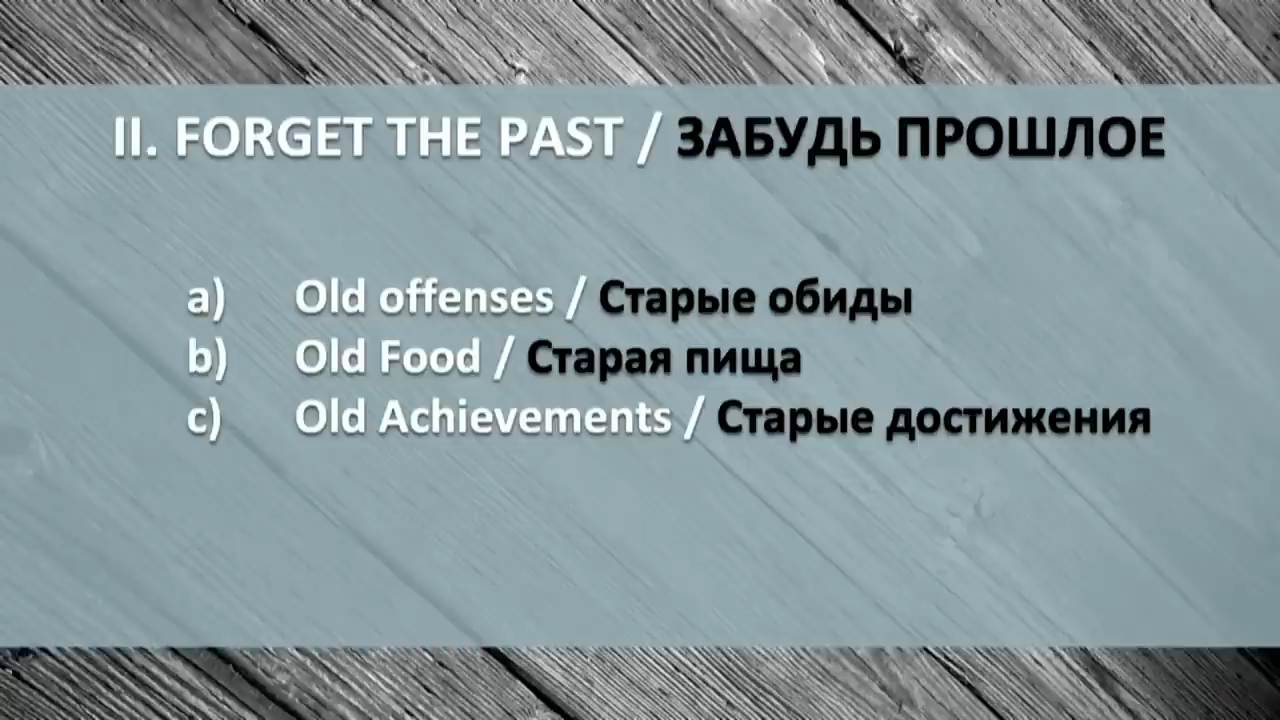 II. FORGET THE PAST / ЗАБУДЬ ПРОШЛОЕ
a) Old offenses / Старые обиды
b) Old Food / Старая пища
c) Old Achievements / Старые достижения